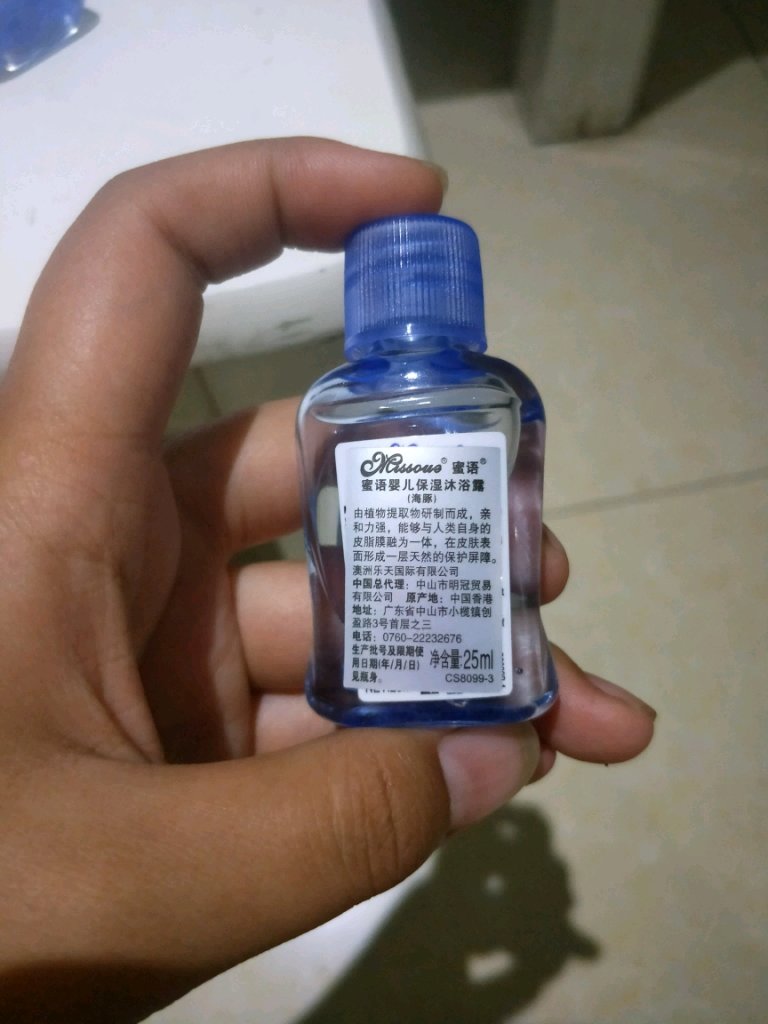 Missoue® 蜜语®
蜜语婴儿保湿沐浴露
(海豚)
由植物提取物研制而成，亲
和力强，能够与人类自身的
皮脂膜融为一体，在皮肤表
面形成一层天然的保护屏障。
澳洲乐天国际有限公司
中国总代理：中山市明冠贸易
有限公司 原产地：中国香港
地址：广东省中山市小榄镇创
盈路3号首层之三
电话：0760-22232676
生产批号及限期使
用日期(年/月/日)
见瓶身。
净含量:25ml
CS8099-3